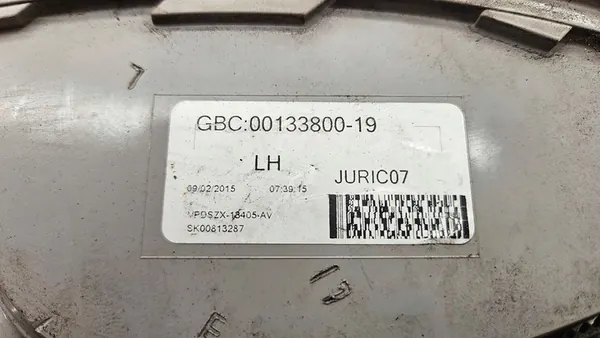 GBC:00133800-19
LH
JURIC07
09/02/2015 07:39:15
VPDSZX-13405-AV
SK00813287